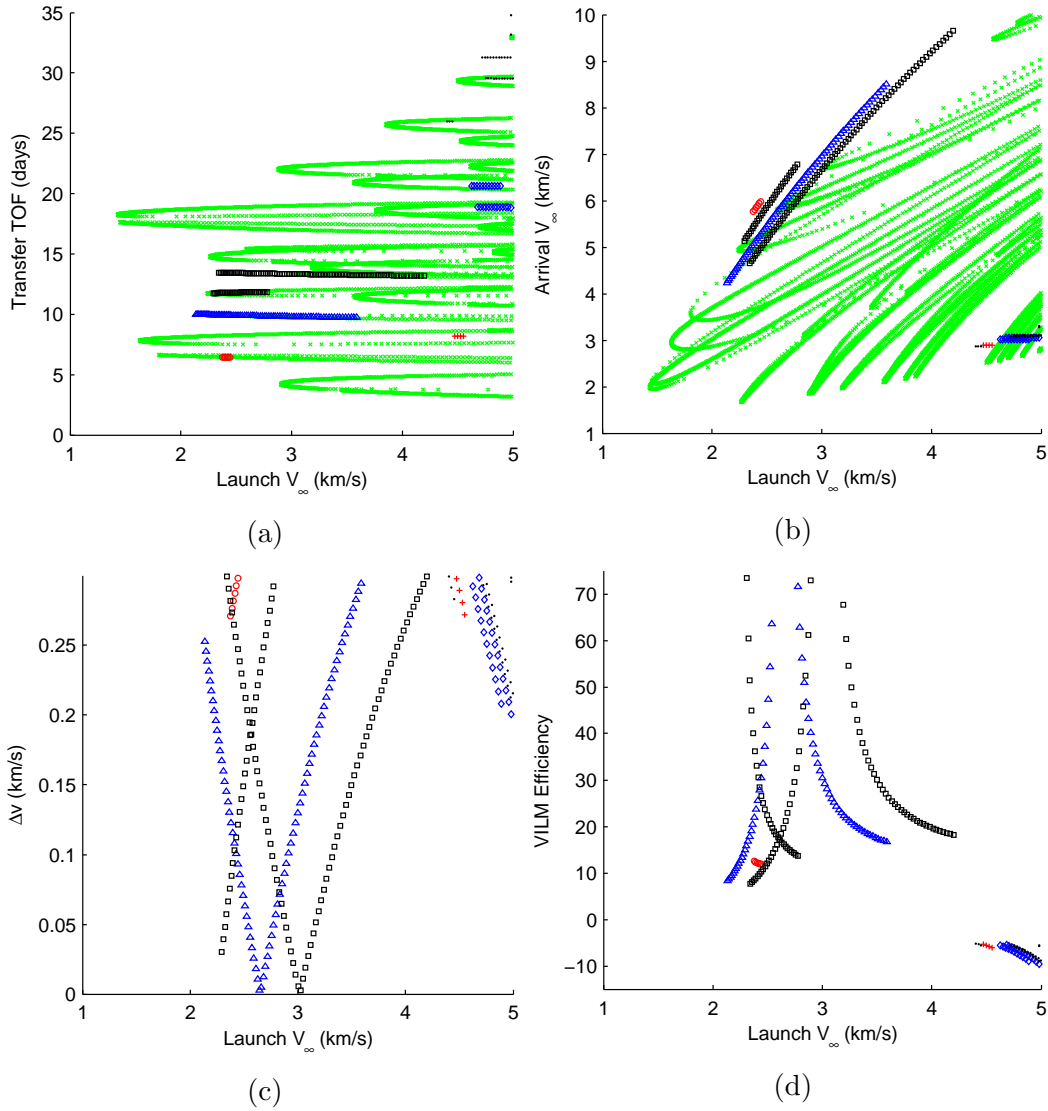 35
30
25
20
15
10
5
0
1 2 3 4 5
Transfer TOF (days)
Launch V∞ (km/s)
(a)
10
9
8
7
6
5
4
3
2
1
1 2 3 4 5
Arrival V∞ (km/s)
Launch V∞ (km/s)
(b)
0.25
0.2
0.15
0.1
0.05
0
1 2 3 4 5
Δv (km/s)
Launch V∞ (km/s)
(c)
70
60
50
40
30
20
10
0
−10
1 2 3 4 5
VILM Efficiency
Launch V∞ (km/s)
(d)